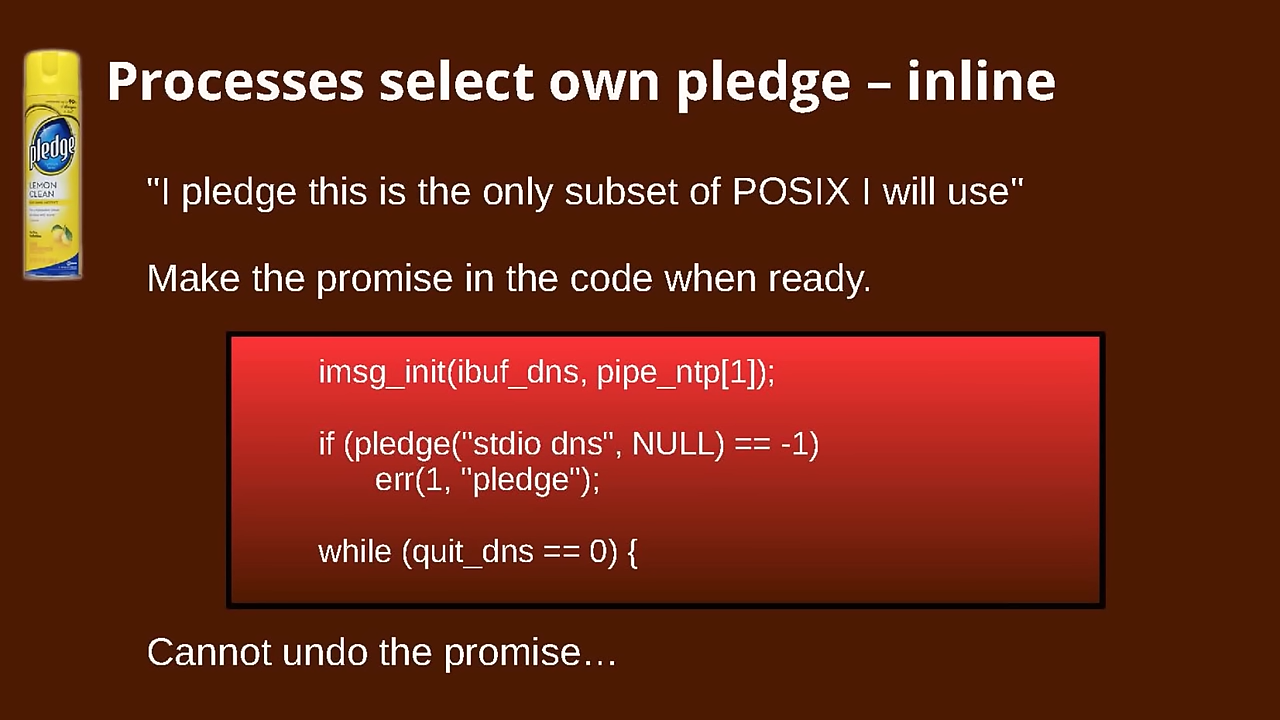 Processes select own pledge – inline
pledge
LEMON
CLEAN
"I pledge this is the only subset of POSIX I will use"
Make the promise in the code when ready.
imsg_init(ibuf_dns, pipe_ntp[1]);
if (pledge("stdio dns", NULL) == -1)
err(1, "pledge");
while (quit_dns == 0) {
Cannot undo the promise…